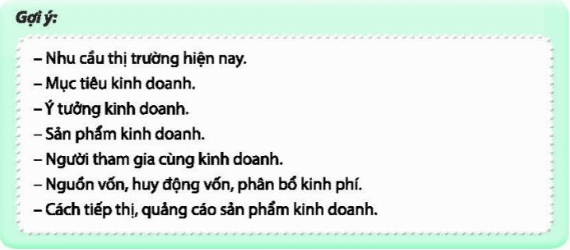 Gợi ý:
– Nhu cầu thị trường hiện nay.
– Mục tiêu kinh doanh.
– Ý tưởng kinh doanh.
– Sản phẩm kinh doanh.
– Người tham gia cùng kinh doanh.
– Nguồn vốn, huy động vốn, phân bổ kinh phí.
– Cách tiếp thị, quảng cáo sản phẩm kinh doanh.